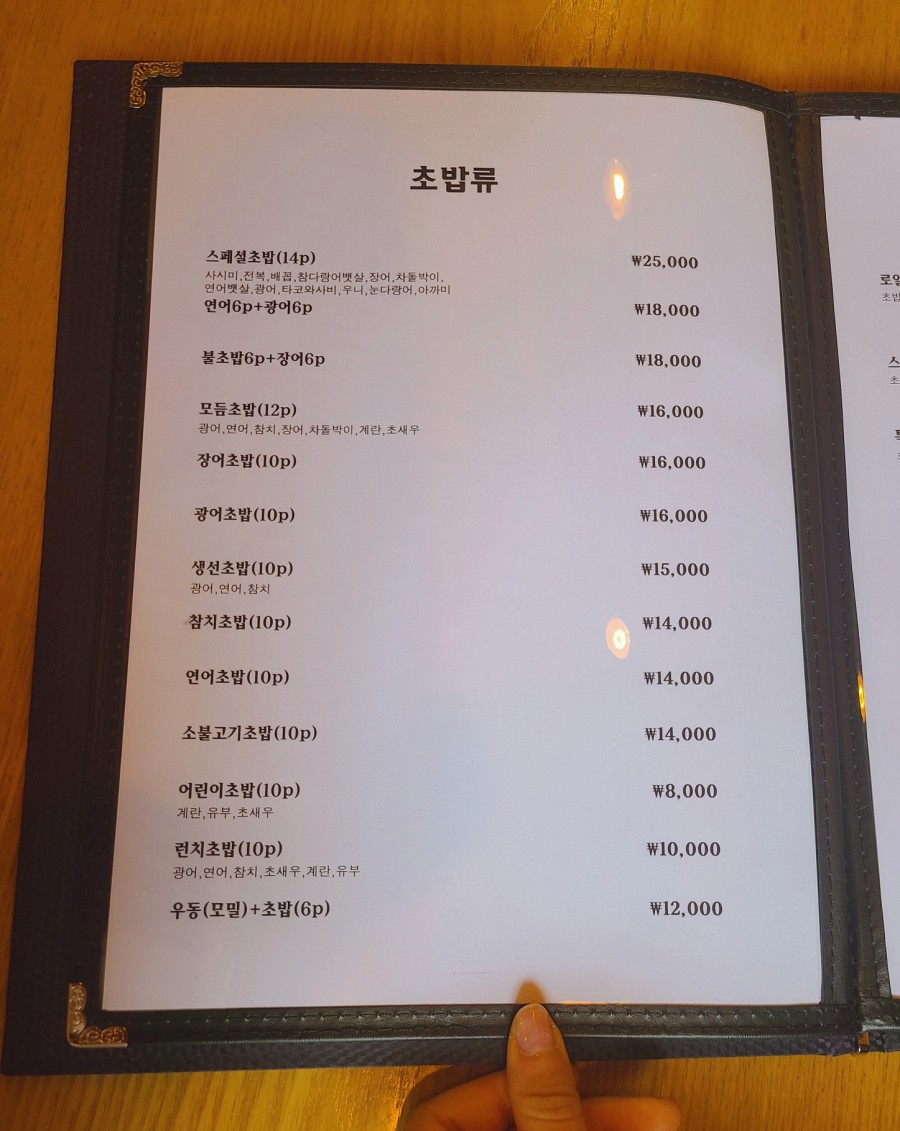 초밥류
스페셜초밥(14p) ₩25,000
사시미,전복,배꼽,참다랑어뱃살,장어,차돌박이,
연어뱃살,광어,타코와사비,우니,눈다랑어,아까미
연어6p+광어6p ₩18,000
불초밥6p+장어6p ₩18,000
모듬초밥(12p) ₩16,000
광어,연어,참치,장어,차돌박이,계란,초새우
장어초밥(10p) ₩16,000
광어초밥(10p) ₩16,000
생선초밥(10p) ₩15,000
광어,연어,참치
참치초밥(10p) ₩14,000
연어초밥(10p) ₩14,000
소불고기초밥(10p) ₩14,000
어린이초밥(10p) ₩8,000
계란,유부,초새우
런치초밥(10p) ₩10,000
광어,연어,참치,초새우,계란,유부
우동(모밀)+초밥(6p) ₩12,000